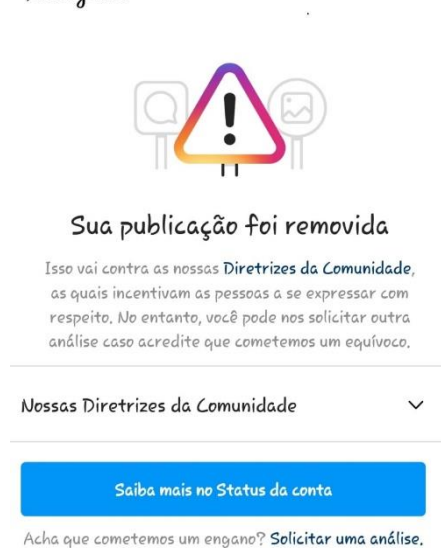 Sua publicação foi removida
Isso vai contra as nossas Diretrizes da Comunidade,
as quais incentivam as pessoas a se expressar com
respeito. No entanto, você pode nos solicitar outra
análise caso acredite que cometemos um equívoco.
Nossas Diretrizes da Comunidade
Saiba mais no Status da conta
Acha que cometemos um engano? Solicitar uma análise.